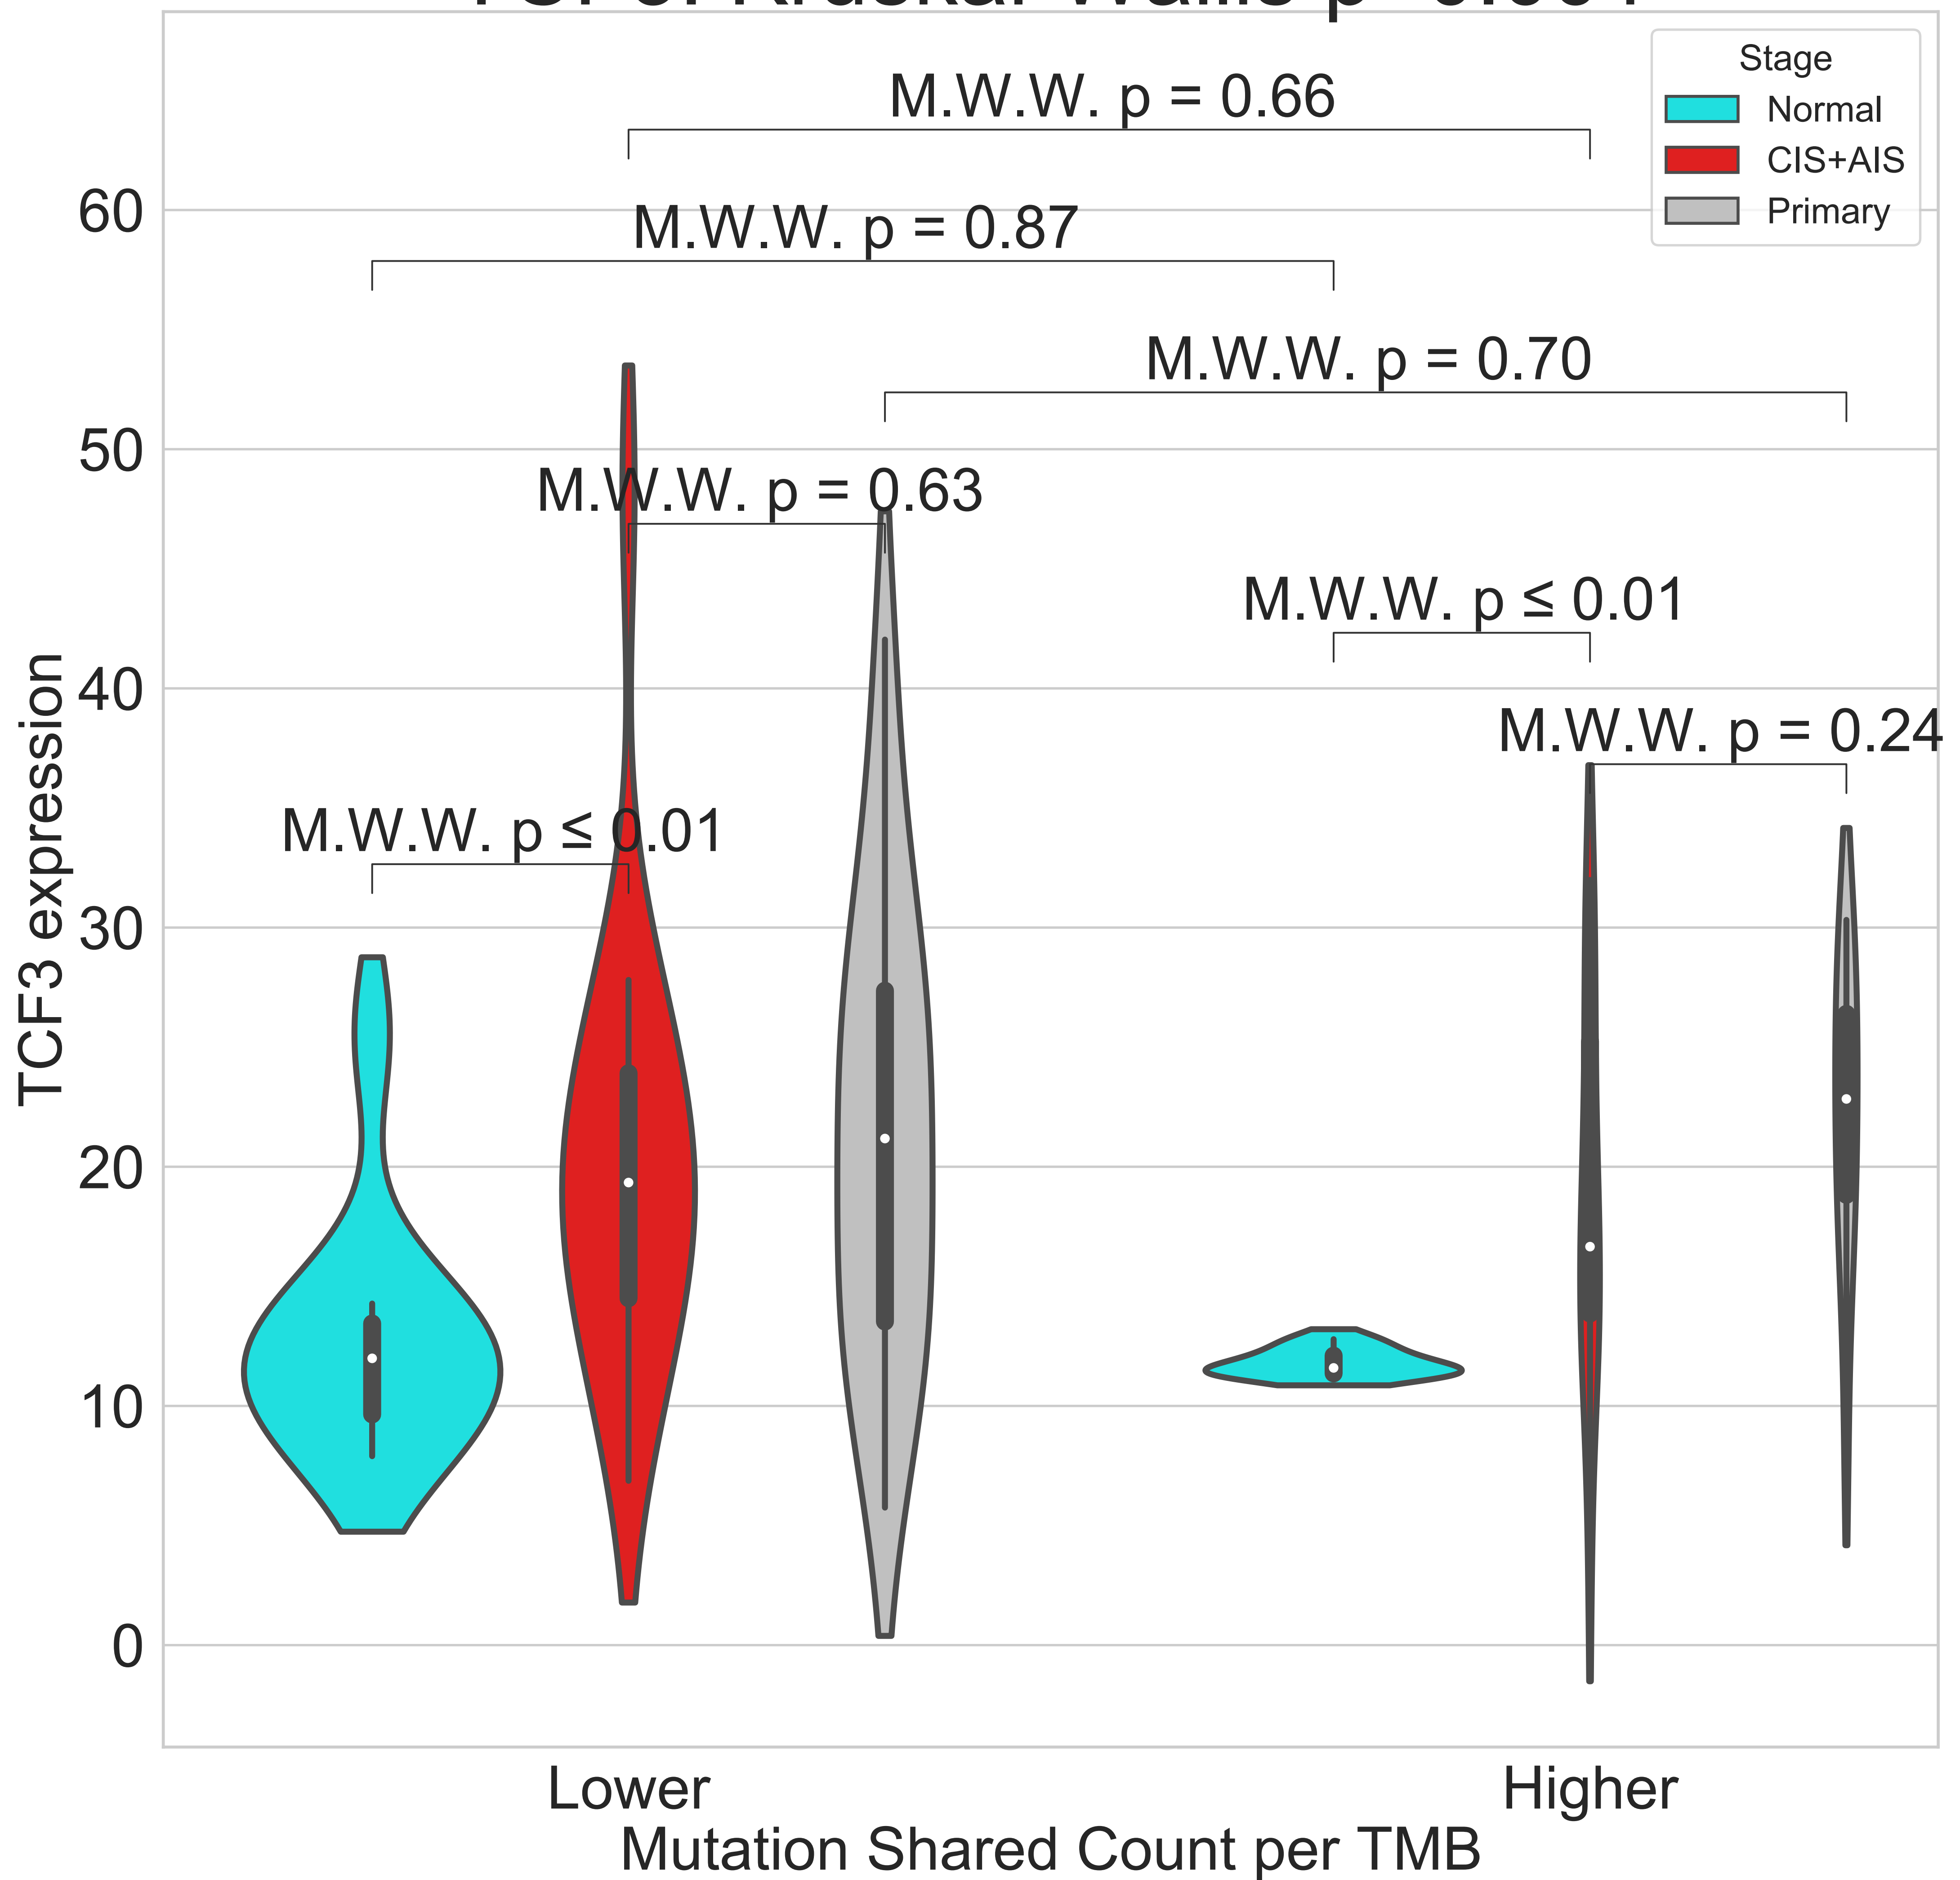 Stage
Normal
CIS+AIS
Primary
M.W.W. p = 0.66
M.W.W. p = 0.87
M.W.W. p = 0.70
M.W.W. p = 0.63
M.W.W. p ≤ 0.01
M.W.W. p = 0.24
M.W.W. p ≤ 0.01
60
50
40
30
20
10
0
TCF3 expression
Lower
Higher
Mutation Shared Count per TMB